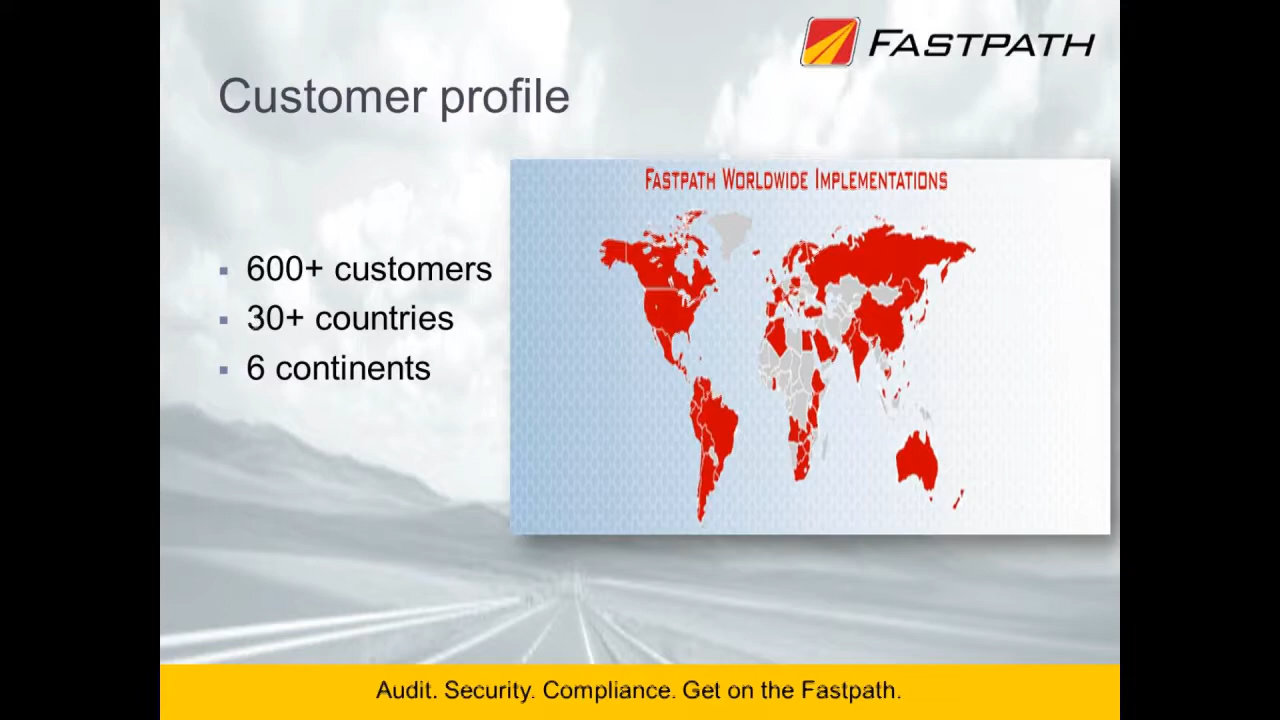 FASTPATH
Customer profile
FASTPATH WORLDWIDE IMPLEMENTATIONS
▪ 600+ customers
▪ 30+ countries
▪ 6 continents
Audit. Security. Compliance. Get on the Fastpath.